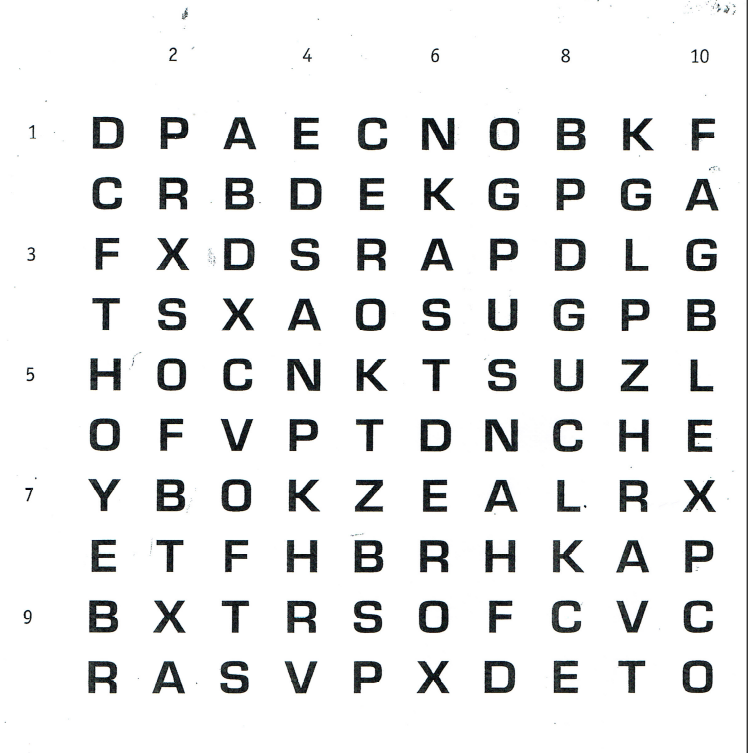 2 4 6 8 10
1 D P A E C N O B K F
C R B D E K G P G A
3 F X D S R A P D L G
T S X A O S U G P B
5 H O C N K T S U Z L
O F V P T D N C H E
7 Y B O K Z E A L R X
E T F H B R H K A P
9 B X T R S O F C V C
R A S V P X D E T O